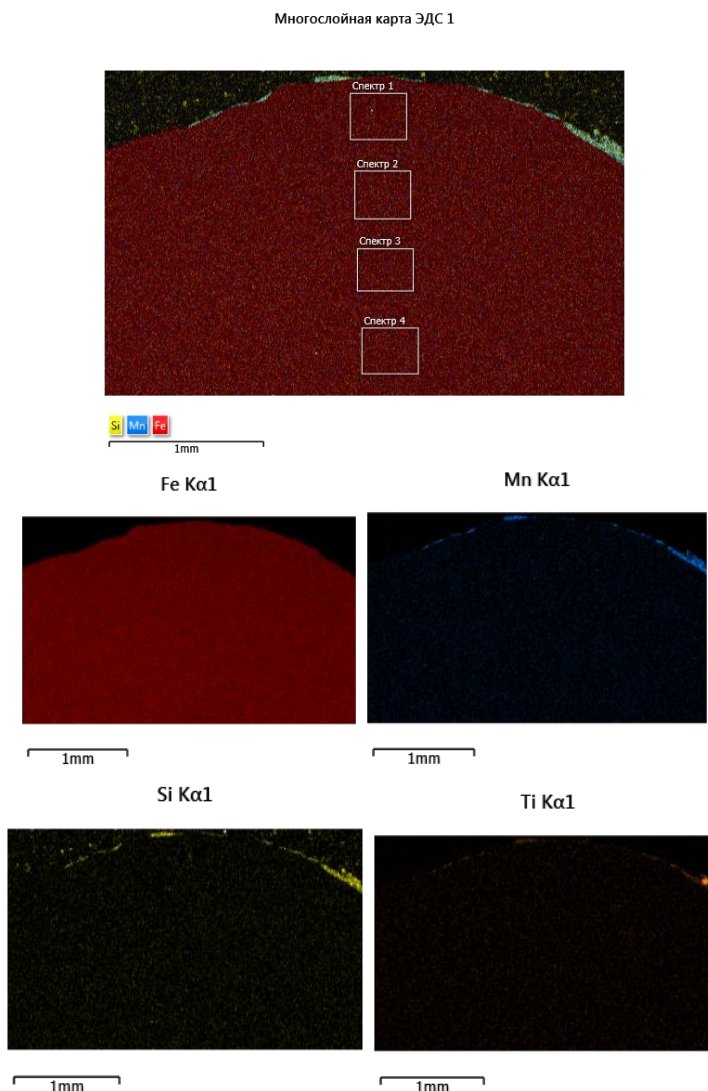 Многослойная карта ЭДС 1
Спектр 1
Спектр 2
Спектр 3
Спектр 4
Si Mn Fe
1mm
Fe Kα1
Mn Kα1
1mm
1mm
Si Kα1
Ti Kα1
1mm
1mm